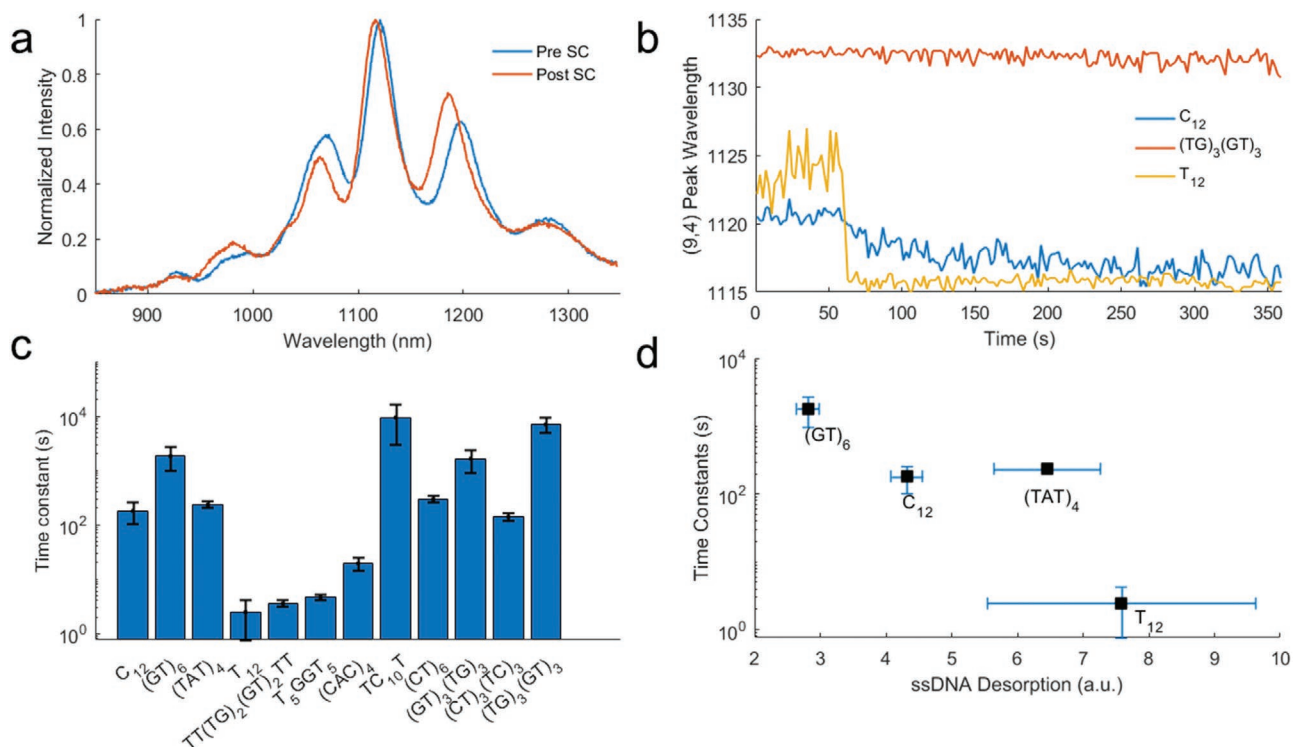 a
1
0.8
0.6
0.4
0.2
0
Normalized Intensity
Pre SC
Post SC
900 1000 1100 1200 1300
Wavelength (nm)
b
1135
1130
1125
1120
1115
(9,4) Peak Wavelength
C12
(TG)3(GT)3
T12
0 50 100 150 200 250 300 350
Time (s)
c
10^4
10^2
10^0
Time constant (s)
C12
(GT)6
(TAT)4
T12
TT(TG)2(GT)2TT
T5GGT5
(CAC)4
TC10T
(CT)6
(GT)3(TG)3
(CT)3(TC)3
(TG)3(GT)3
d
10^4
10^2
10^0
Time Constants (s)
(GT)6
C12
(TAT)4
T12
2 3 4 5 6 7 8 9 10
ssDNA Desorption (a.u.)